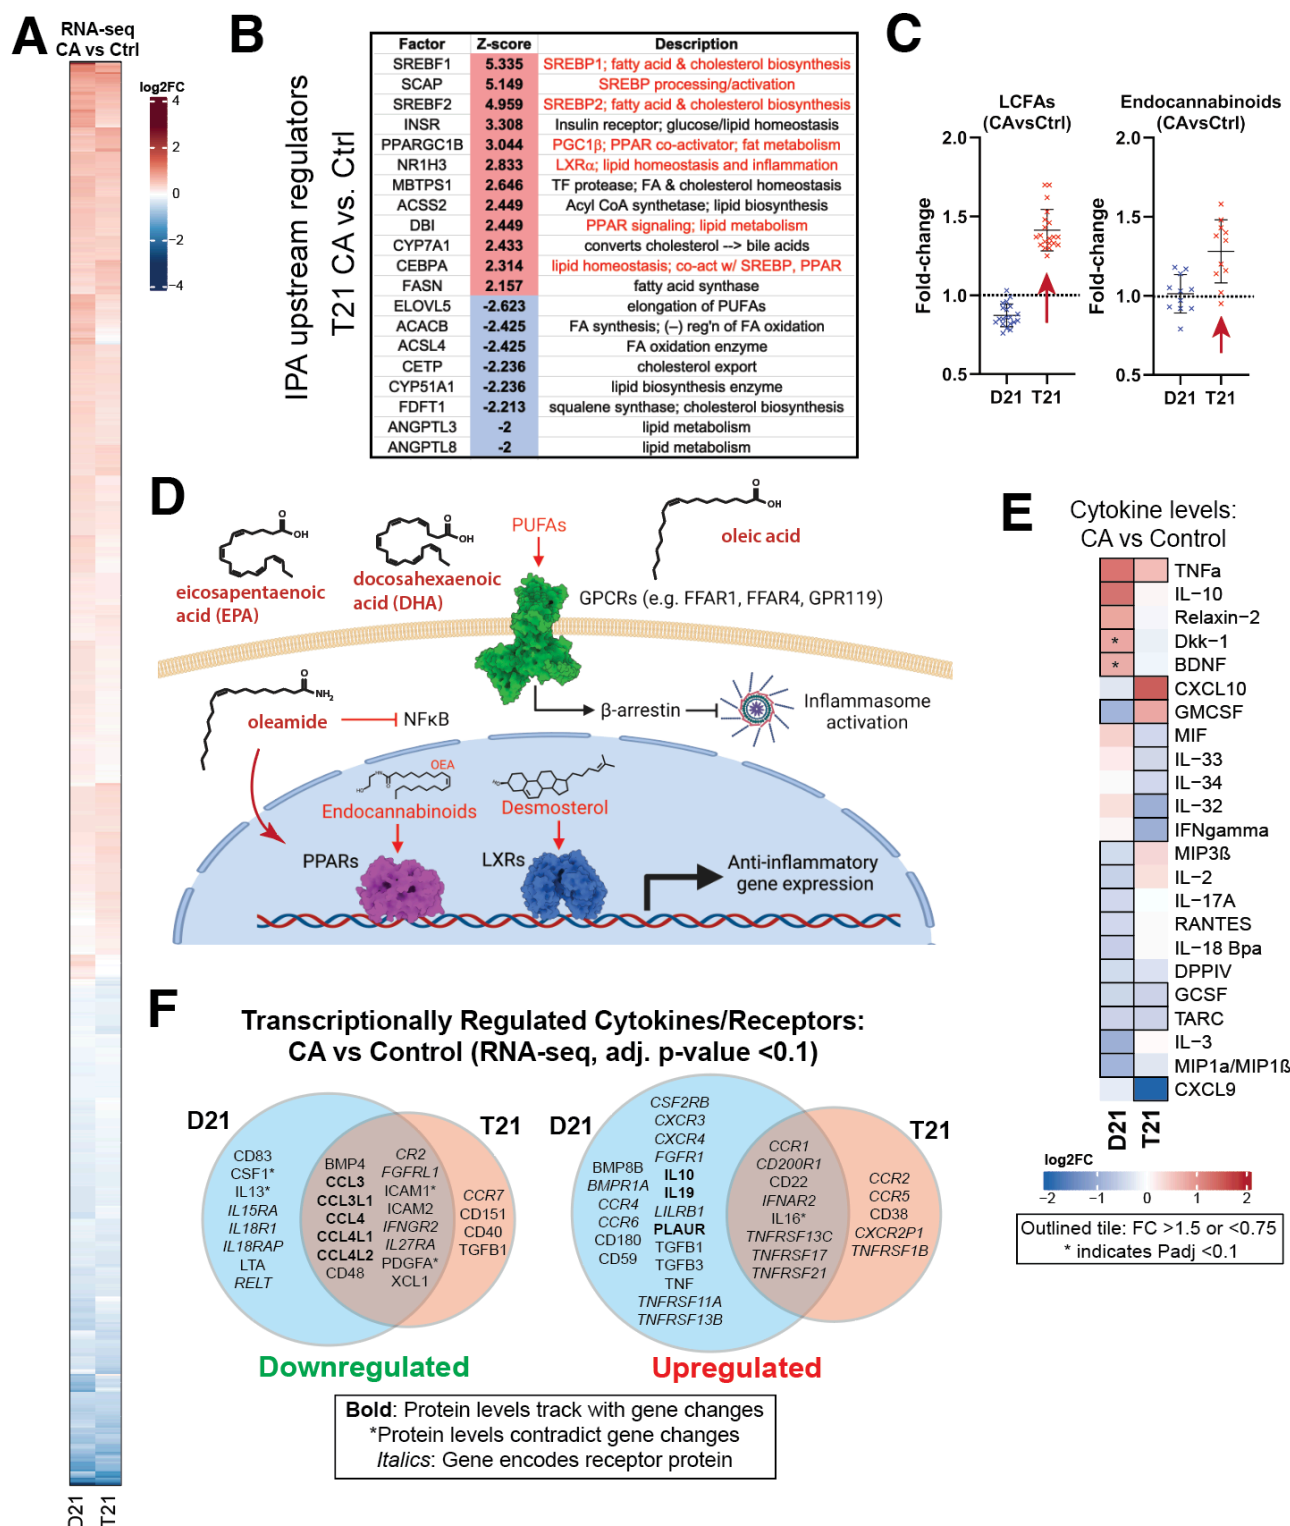 A
RNA-seq
CA vs Ctrl
log2FC
4
2
0
−2
−4
D21
T21
B
IPA upstream regulators
T21 CA vs. Ctrl
Factor Z-score Description
SREBF1 5.335 SREBP1; fatty acid & cholesterol biosynthesis
SCAP 5.149 SREBP processing/activation
SREBF2 4.959 SREBP2; fatty acid & cholesterol biosynthesis
INSR 3.308 Insulin receptor; glucose/lipid homeostasis
PPARGC1B 3.044 PGC1β; PPAR co-activator; fat metabolism
NR1H3 2.833 LXRα; lipid homeostasis and inflammation
MBTPS1 2.646 TF protease; FA & cholesterol homeostasis
ACSS2 2.449 Acyl CoA synthetase; lipid biosynthesis
DBI 2.449 PPAR signaling; lipid metabolism
CYP7A1 2.433 converts cholesterol --> bile acids
CEBPA 2.314 lipid homeostasis; co-act w/ SREBP, PPAR
FASN 2.157 fatty acid synthase
ELOVL5 -2.623 elongation of PUFAs
ACACB -2.425 FA synthesis; (–) reg'n of FA oxidation
ACSL4 -2.425 FA oxidation enzyme
CETP -2.236 cholesterol export
CYP51A1 -2.236 lipid biosynthesis enzyme
FDFT1 -2.213 squalene synthase; cholesterol biosynthesis
ANGPTL3 -2 lipid metabolism
ANGPTL8 -2 lipid metabolism
C
LCFAs
(CAvsCtrl)
Fold-change
2.0
1.5
1.0
0.5
D21 T21
Endocannabinoids
(CAvsCtrl)
Fold-change
2.0
1.5
1.0
0.5
D21 T21
D
eicosapentaenoic
acid (EPA)
O
OH
docosahexaenoic
acid (DHA)
O
OH
PUFAs
oleic acid
O
OH
GPCRs (e.g. FFAR1, FFAR4, GPR119)
O
NH2
oleamide
NFκB
β-arrestin
Inflammasome
activation
OEA
Endocannabinoids
Desmosterol
PPARs
LXRs
Anti-inflammatory
gene expression
E
Cytokine levels:
CA vs Control
TNFa
IL−10
Relaxin−2
* Dkk−1
* BDNF
CXCL10
GMCSF
MIF
IL−33
IL−34
IL−32
IFNgamma
MIP3ß
IL−2
IL−17A
RANTES
IL−18 Bpa
DPPIV
GCSF
TARC
IL−3
MIP1a/MIP1ß
CXCL9
D21
T21
log2FC
−2 −1 0 1 2
Outlined tile: FC >1.5 or <0.75
* indicates Padj <0.1
F
Transcriptionally Regulated Cytokines/Receptors:
CA vs Control (RNA-seq, adj. p-value <0.1)
D21
CD83
CSF1*
IL13*
IL15RA
IL18R1
IL18RAP
LTA
RELT
BMP4
CCL3
CCL3L1
CCL4
CCL4L1
CCL4L2
CD48
CR2
FGFRL1
ICAM1*
ICAM2
IFNGR2
IL27RA
PDGFA*
XCL1
T21
CCR7
CD151
CD40
TGFB1
Downregulated
D21
BMP8B
BMPR1A
CCR4
CCR6
CD180
CD59
CSF2RB
CXCR3
CXCR4
FGFR1
IL10
IL19
LILRB1
PLAUR
TGFB1
TGFB3
TNF
TNFRSF11A
TNFRSF13B
CCR1
CD200R1
CD22
IFNAR2
IL16*
TNFRSF13C
TNFRSF17
TNFRSF21
T21
CCR2
CCR5
CD38
CXCR2P1
TNFRSF1B
Upregulated
Bold: Protein levels track with gene changes
*Protein levels contradict gene changes
Italics: Gene encodes receptor protein